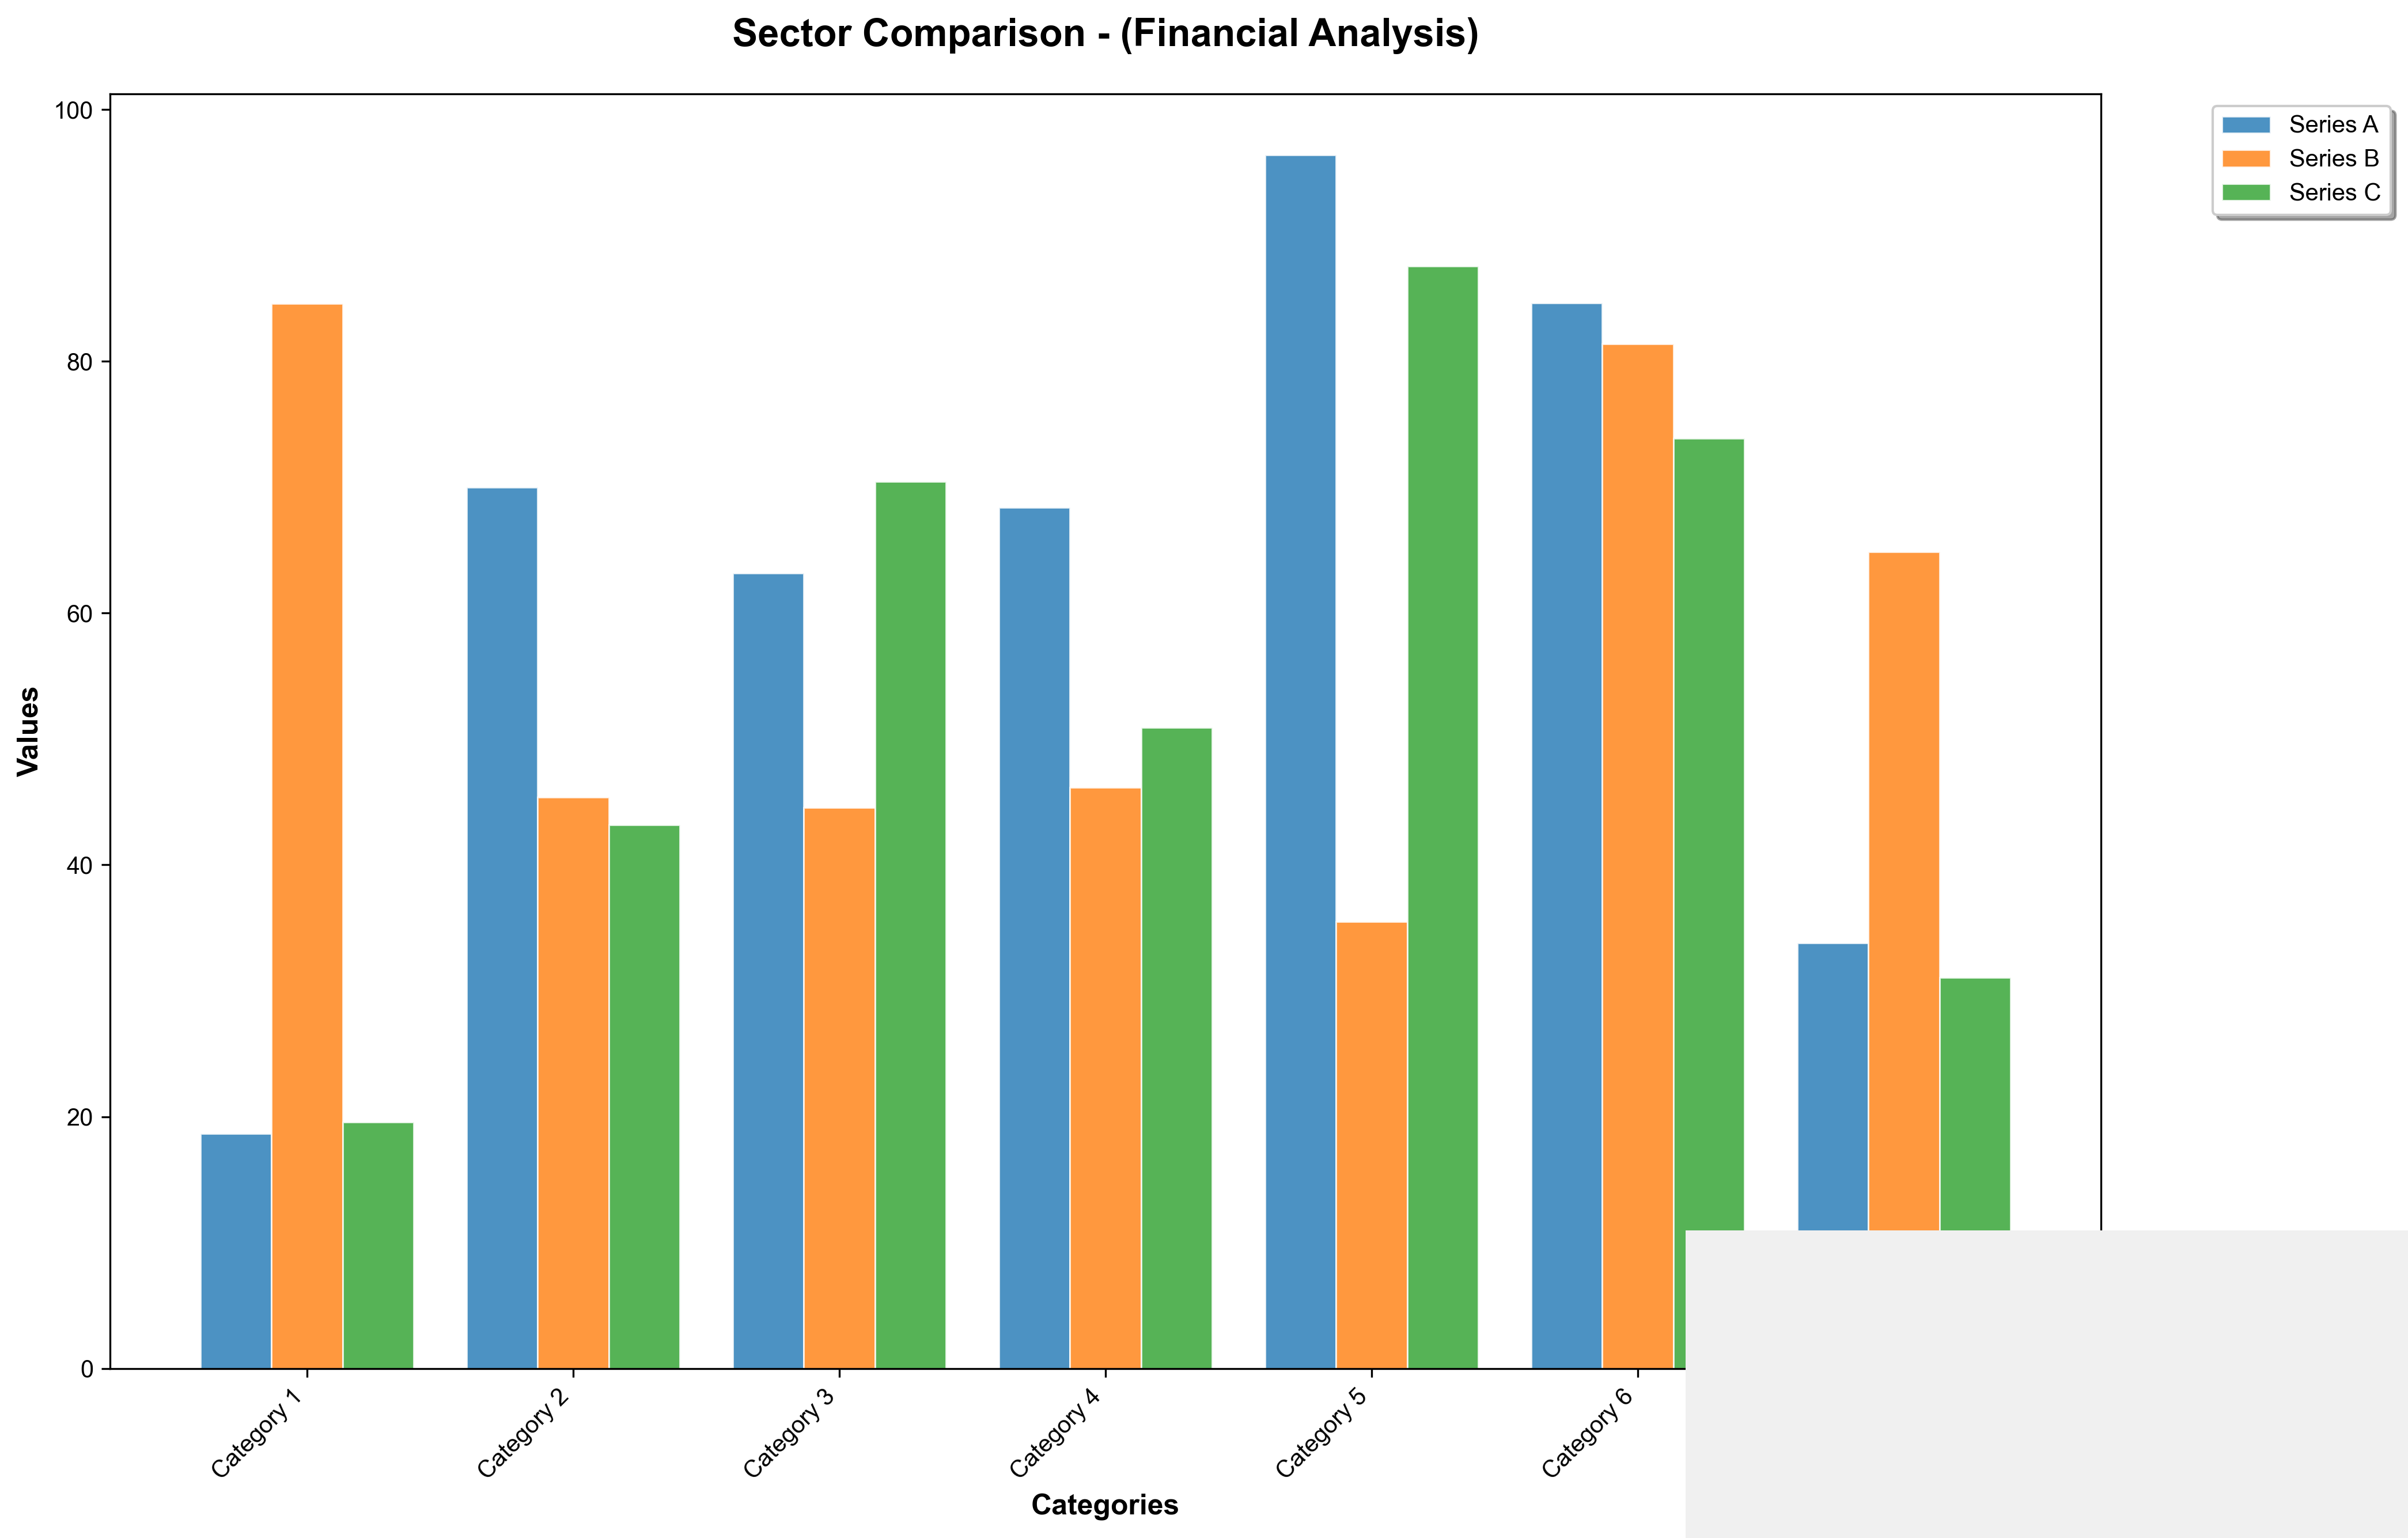 Sector Comparison - (Financial Analysis)
Series A
Series B
Series C
Values
100
80
60
40
20
0
Category 1
Category 2
Category 3
Category 4
Category 5
Category 6
Categories